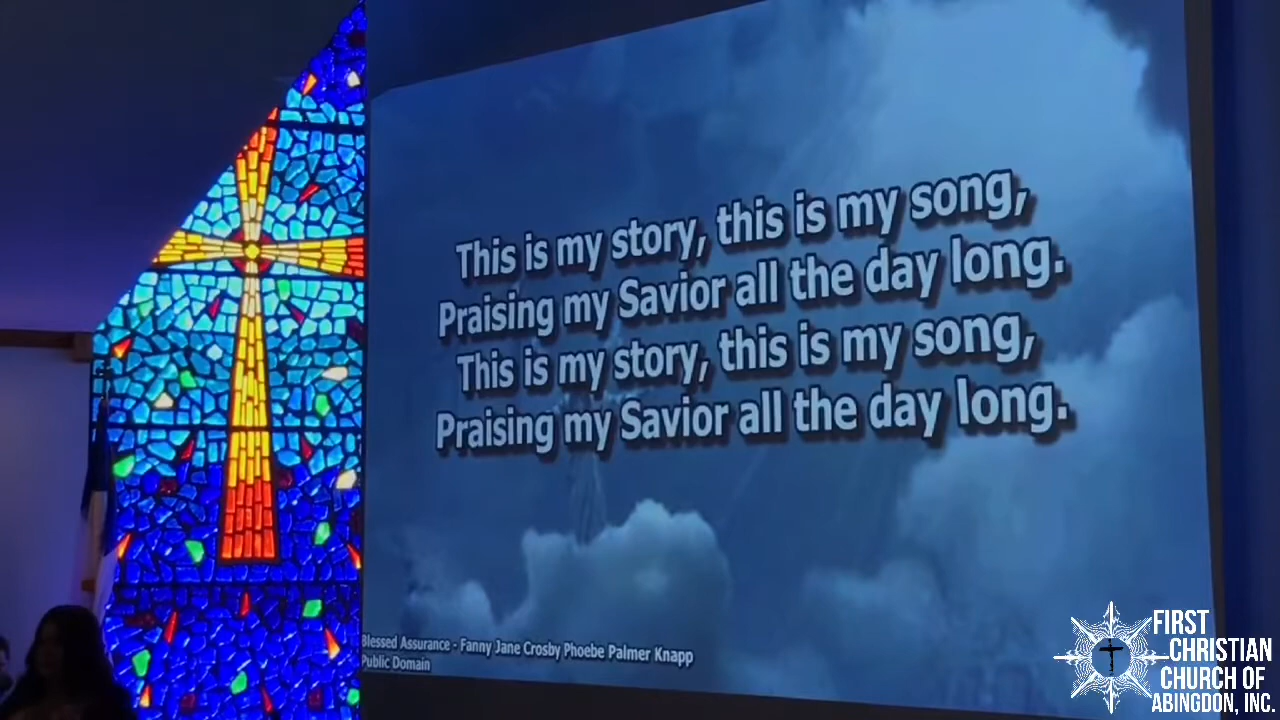 This is my story, this is my song,
Praising my Savior all the day long.
This is my story, this is my song,
Praising my Savior all the day long.
Blessed Assurance - Fanny Jane Crosby Phoebe Palmer Knapp
Public Domain
FIRST
CHRISTIAN
CHURCH OF
ABINGDON, INC.